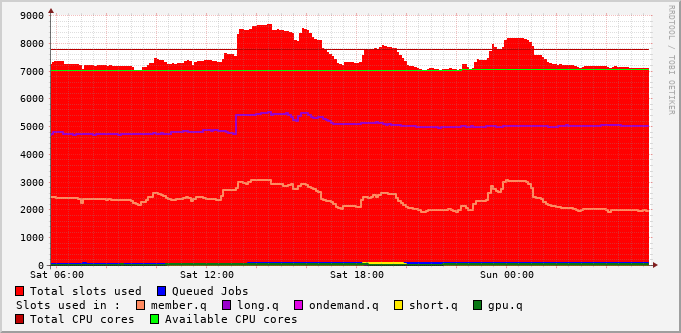 9000
8000
7000
6000
5000
4000
3000
2000
1000
0
Sat 06:00 Sat 12:00 Sat 18:00 Sun 00:00
Total slots used Queued Jobs
Slots used in : member.q long.q ondemand.q short.q gpu.q
Total CPU cores Available CPU cores
RRDTOOL / TOBI OETIKER